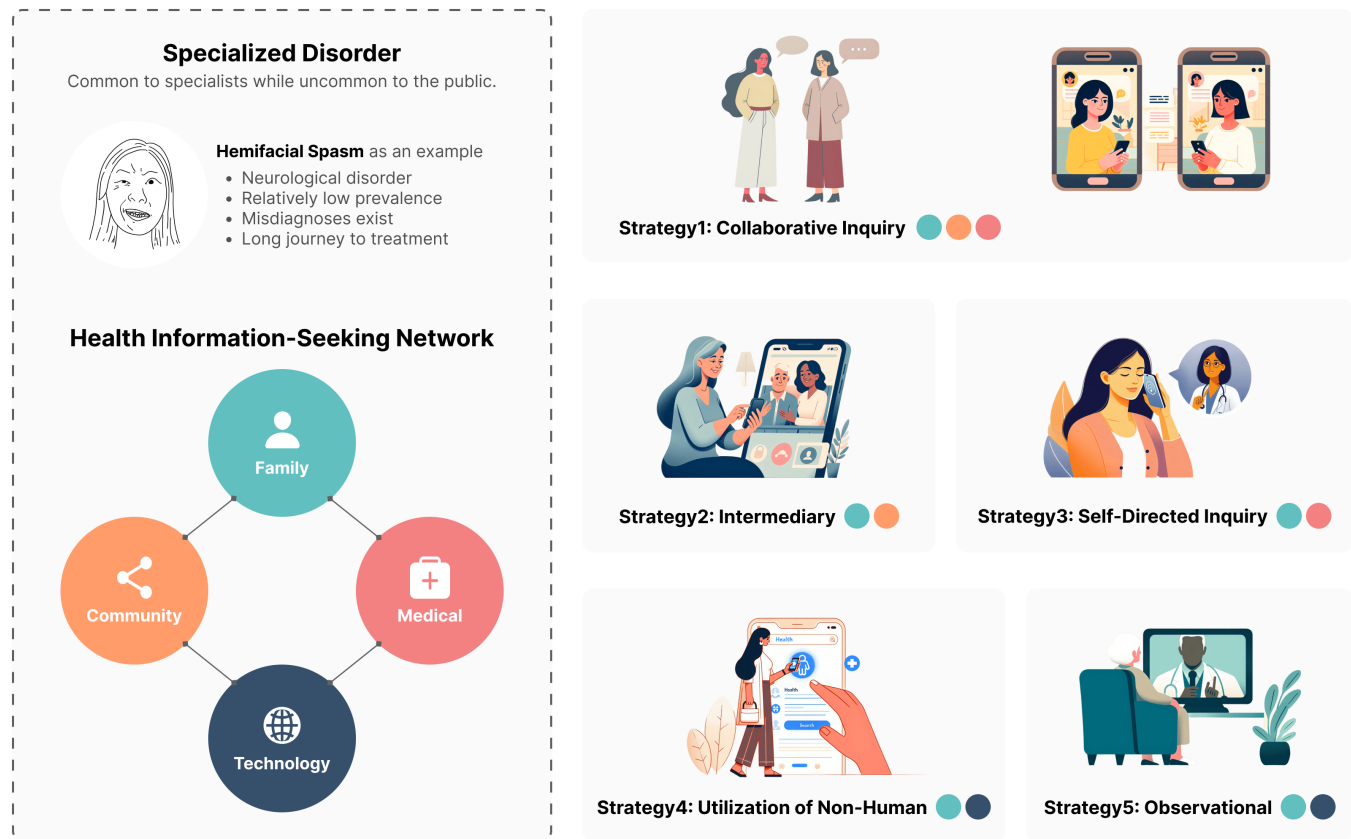 Specialized Disorder
Common to specialists while uncommon to the public.
Hemifacial Spasm as an example
• Neurological disorder
• Relatively low prevalence
• Misdiagnoses exist
• Long journey to treatment
Health Information-Seeking Network
Family
Community
Medical
Technology
Strategy1: Collaborative Inquiry
Strategy2: Intermediary
Strategy3: Self-Directed Inquiry
Health
Health
Search
Strategy4: Utilization of Non-Human
Strategy5: Observational